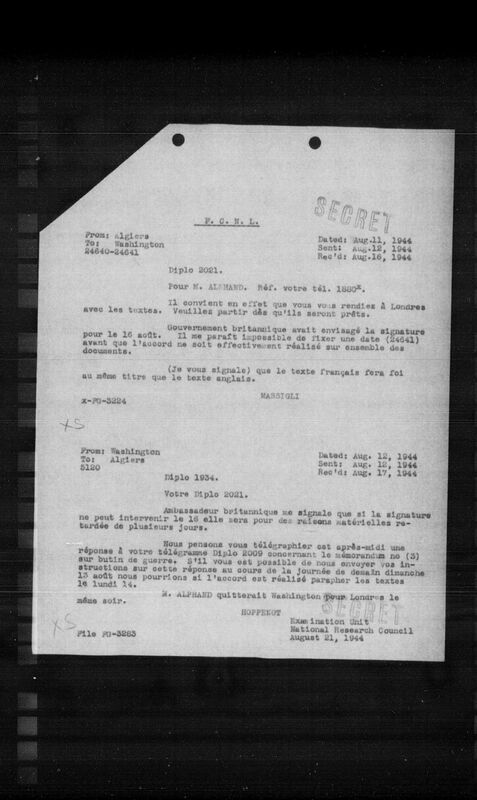 F. C. N. L.
SECRET
From: Algiers
To: Washington
24640-24641
Dated: Aug.11, 1944
Sent: Aug.12, 1944
Rec'd: Aug.16, 1944
Diplo 2021.
Pour M. ALPHAND. Réf. votre tél. 1880x.
Il convient en effet que vous vous rendiez à Londres
avec les textes. Veuillez partir dès qu'ils seront prêts.
Gouvernement britannique avait envisagé la signature
pour le 16 août. Il me paraît impossible de fixer une date (24641)
avant que l'accord ne soit effectivement réalisé sur ensemble des
documents.
(Je vous signale) que le texte français fera foi
au même titre que le texte anglais.
MASSIGLI
x-FG-3224
XS
From: Washington
To: Algiers
5120
Dated: Aug. 12, 1944
Sent: Aug. 12, 1944
Rec'd: Aug. 17, 1944
Diplo 1934.
Votre Diplo 2021.
Ambassadeur britannique me signale que si la signature
ne peut intervenir le 16 elle sera pour des raisons matérielles re-
tardée de plusieurs jours.
Nous pensons vous télégraphier cet après-midi une
réponse à votre télégramme Diplo 2009 concernant le mémorandum no (3)
sur butin de guerre. S'il vous est possible de nous envoyer vos in-
structions sur cette réponse au cours de la journée de demain dimanche
13 août nous pourrions si l'accord est réalisé parapher les textes
le lundi 14.
M. ALPHAND quitterait Washington pour Londres le
même soir.
HOPPENOT
SECRET
XS
File FG-3283
Examination Unit
National Research Council
August 21, 1944